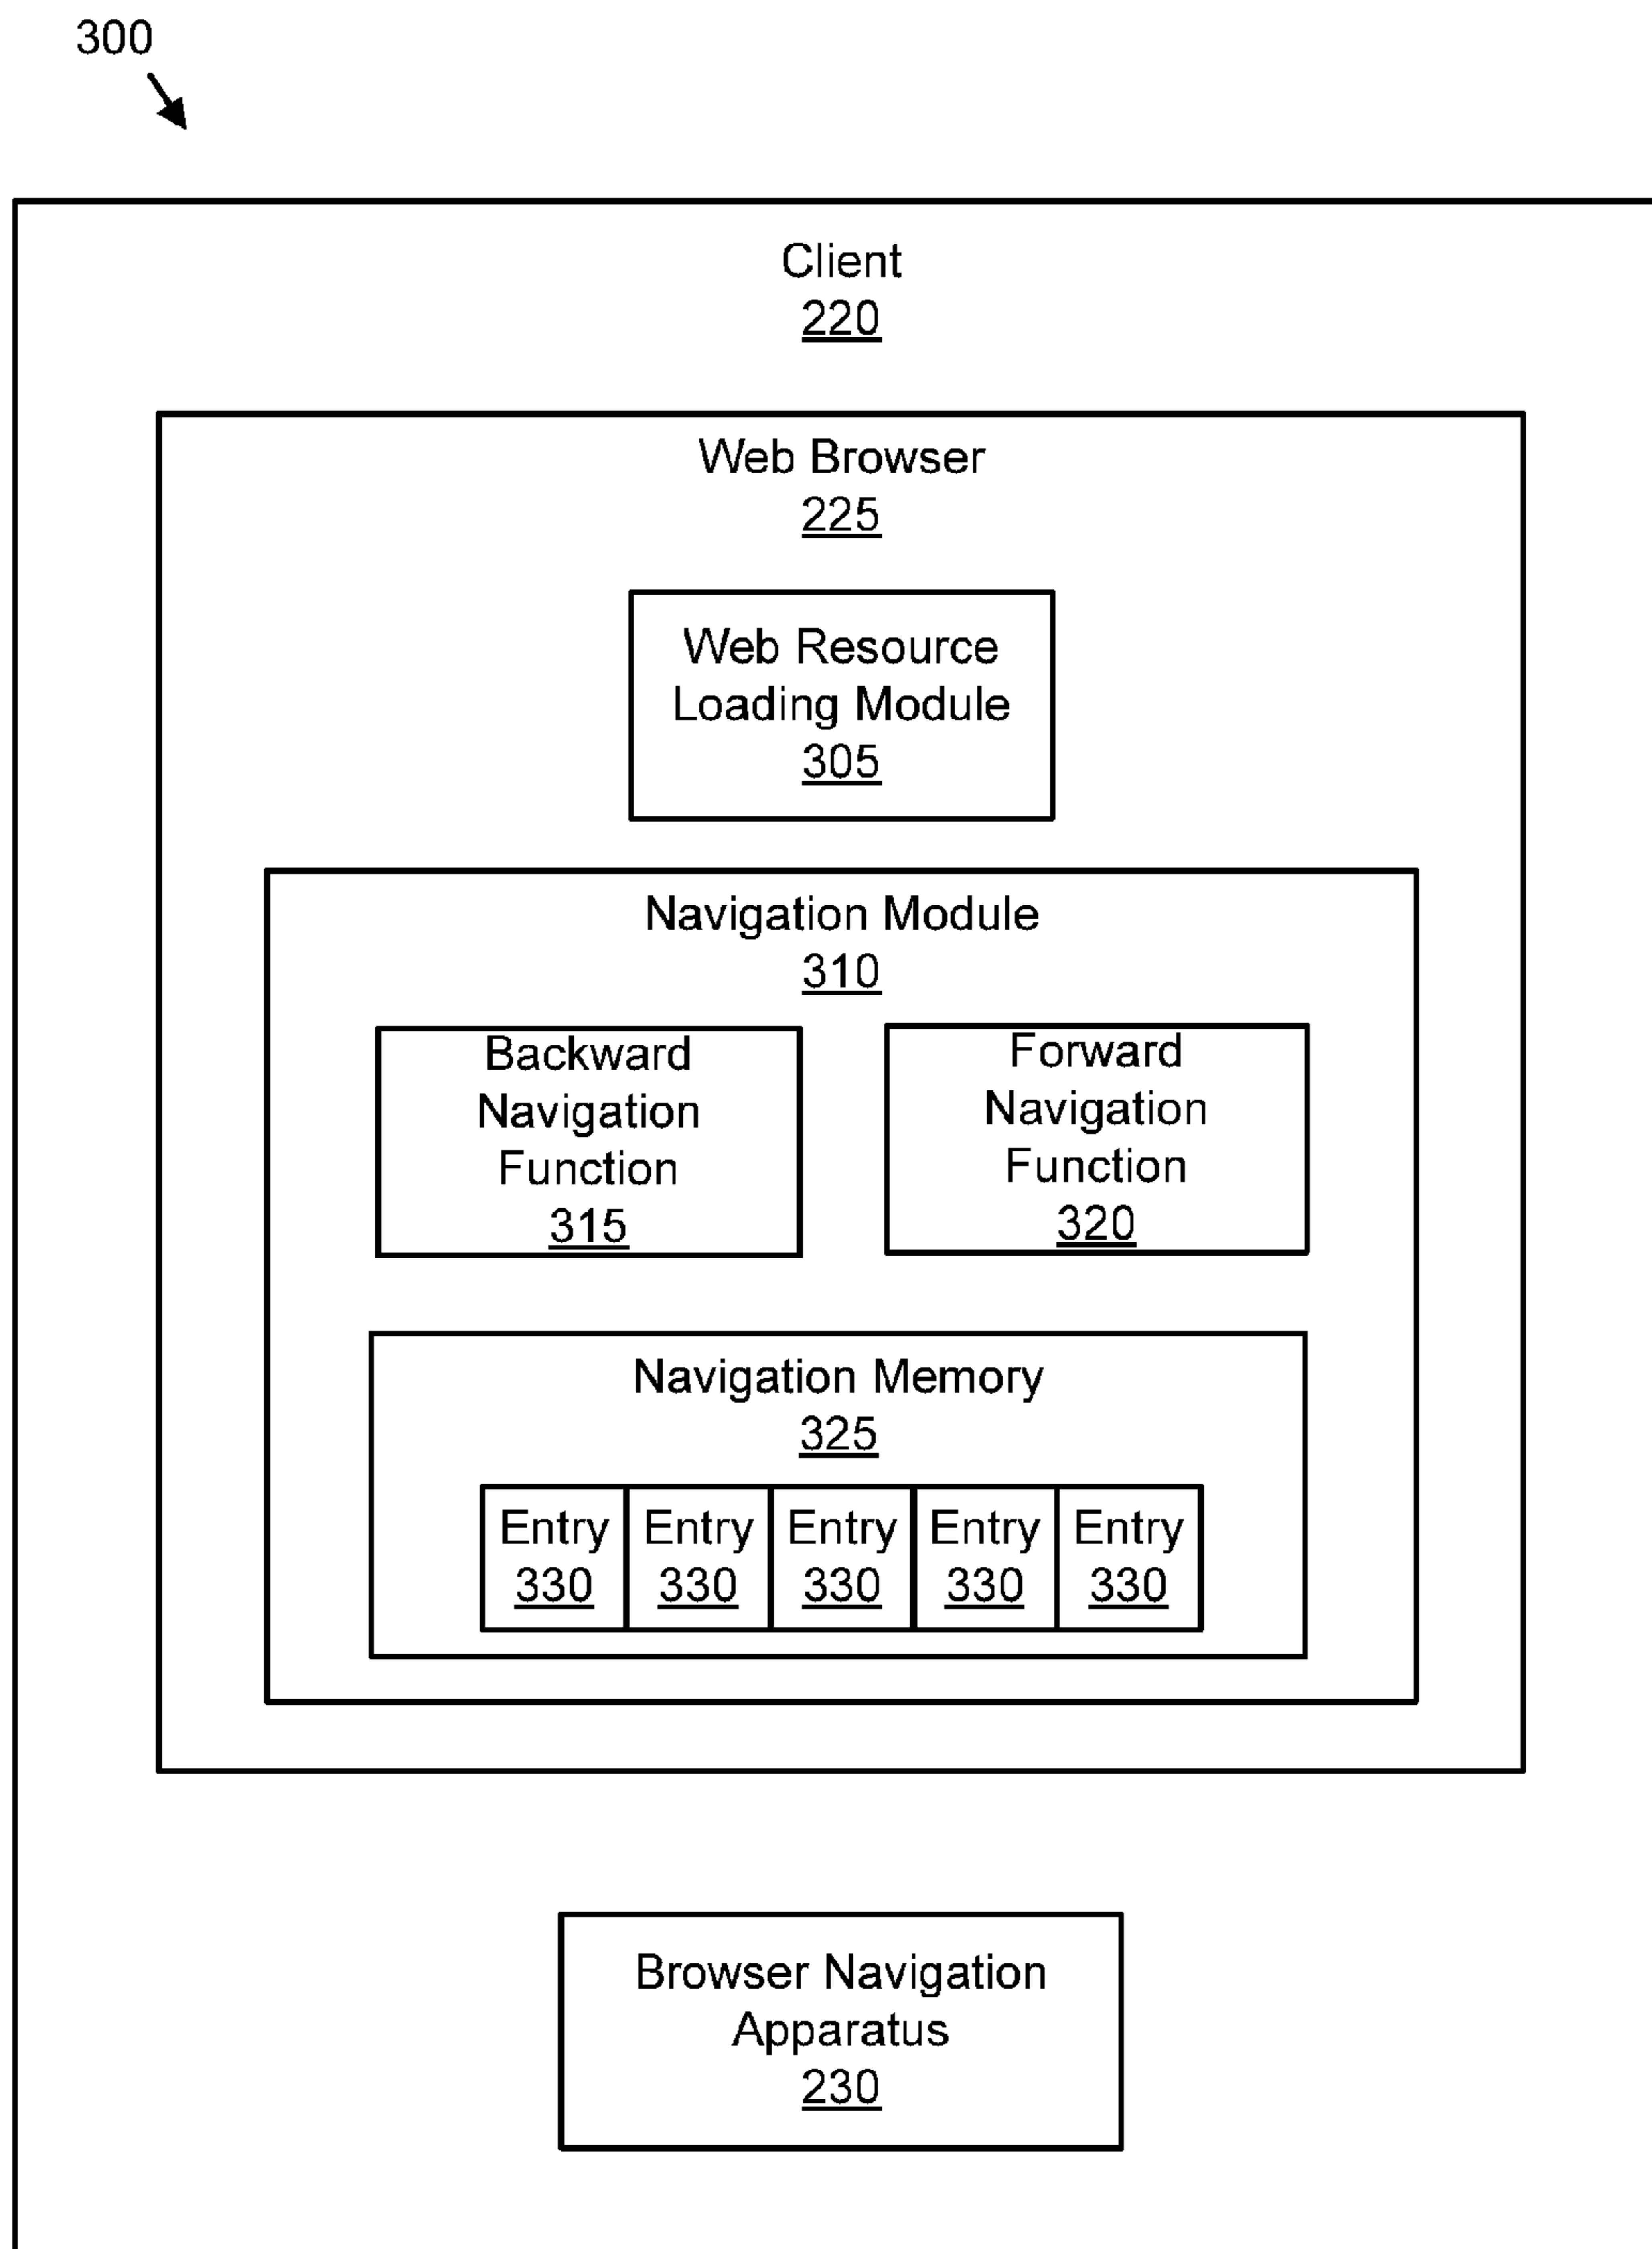 300
Client
220
Web Browser
225
Web Resource
Loading Module
305
Navigation Module
310
Backward
Navigation
Function
315
Forward
Navigation
Function
320
Navigation Memory
325
Entry Entry Entry Entry Entry
330 330 330 330 330
Browser Navigation
Apparatus
230